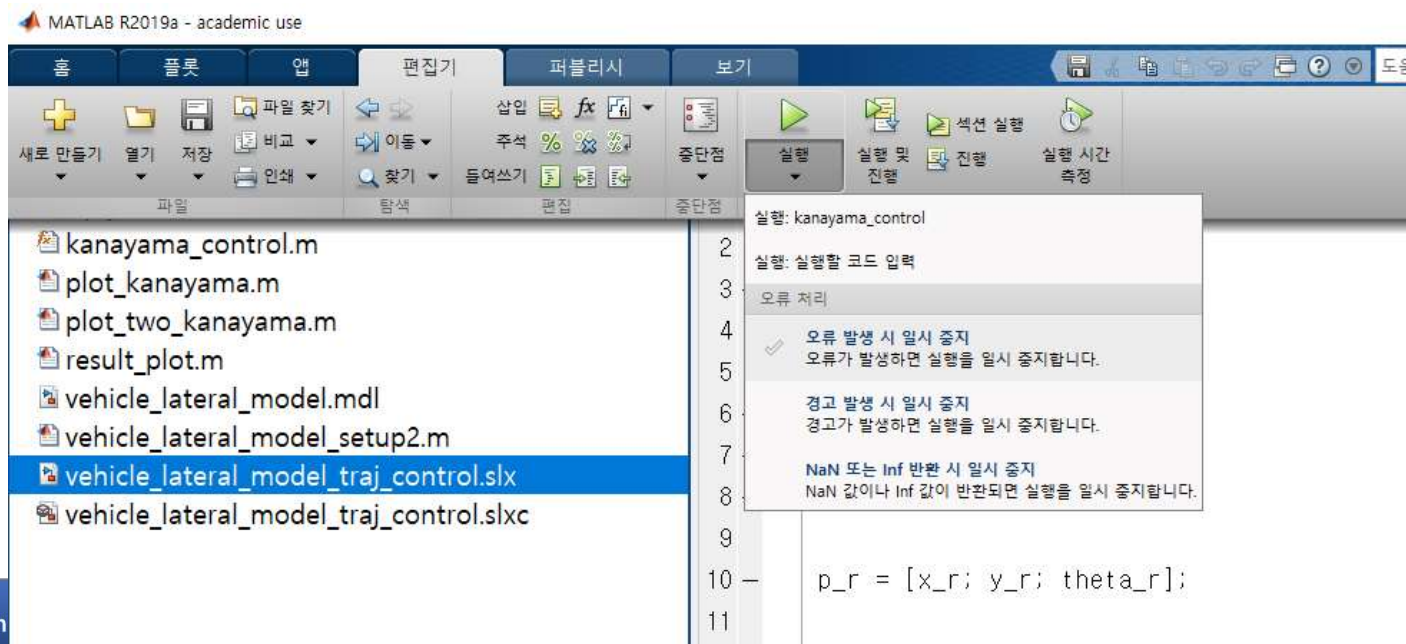 MATLAB R2019a - academic use
홈 플롯 앱 편집기 퍼블리시 보기
새로 만들기 열기 저장 파일 찾기 비교 인쇄
이동 찾기
삽입 fx
주석
들여쓰기
중단점
실행
실행 및
진행
섹션 실행
진행
실행 시간
측정
파일 탐색 편집 중단점
kanayama_control.m
plot_kanayama.m
plot_two_kanayama.m
result_plot.m
vehicle_lateral_model.mdl
vehicle_lateral_model_setup2.m
vehicle_lateral_model_traj_control.slx
vehicle_lateral_model_traj_control.slxc
실행: kanayama_control
실행: 실행할 코드 입력
오류 처리
오류 발생 시 일시 중지
오류가 발생하면 실행을 일시 중지합니다.
경고 발생 시 일시 중지
경고가 발생하면 실행을 일시 중지합니다.
NaN 또는 Inf 반환 시 일시 중지
NaN 값이나 Inf 값이 반환되면 실행을 일시 중지합니다.
2
3
4
5
6
7
8
9
10 – p_r = [x_r; y_r; theta_r];
11